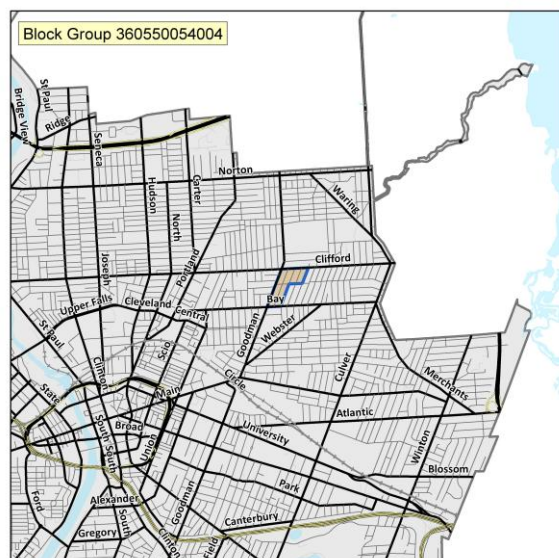 Block Group 360550054004
St Paul
Bridge View
Ridge
Seneca
Norton
Hudson
North
Carter
Waring
Joseph
Portland
Clifford
Upper Falls
Cleveland
Central
Bay
Goodman
Webster
St Paul
Clinton
Scio
Culver
Merchants
State
Main
Circle
Atlantic
South
South
Broad
Union
University
Winton
Blossom
Ford
Alexander
South
Goodman
Park
Gregory
Clinton
field
Canterbury